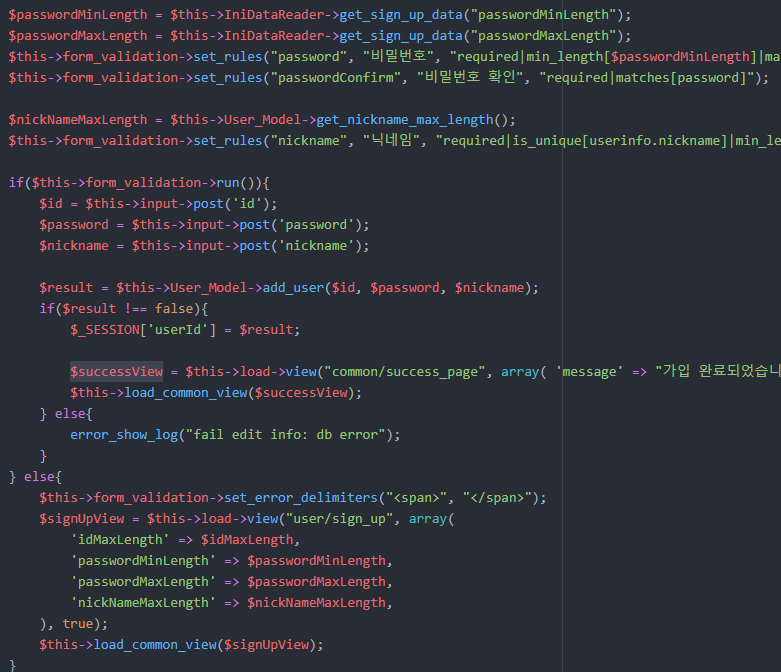 $passwordMinLength = $this->IniDataReader->get_sign_up_data("passwordMinLength");
$passwordMaxLength = $this->IniDataReader->get_sign_up_data("passwordMaxLength");
$this->form_validation->set_rules("password", "비밀번호", "required|min_length[$passwordMinLength]|ma
$this->form_validation->set_rules("passwordConfirm", "비밀번호 확인", "required|matches[password]");

$nickNameMaxLength = $this->User_Model->get_nickname_max_length();
$this->form_validation->set_rules("nickname", "닉네임", "required|is_unique[userinfo.nickname]|min_le

if($this->form_validation->run()){
    $id = $this->input->post('id');
    $password = $this->input->post('password');
    $nickname = $this->input->post('nickname');

    $result = $this->User_Model->add_user($id, $password, $nickname);
    if($result !== false){
        $_SESSION['userId'] = $result;

        $successView = $this->load->view("common/success_page", array( 'message' => "가입 완료되었습니
        $this->load_common_view($successView);
    } else{
        error_show_log("fail edit info: db error");
    }
} else{
    $this->form_validation->set_error_delimiters("<span>", "</span>");
    $signUpView = $this->load->view("user/sign_up", array(
        'idMaxLength' => $idMaxLength,
        'passwordMinLength' => $passwordMinLength,
        'passwordMaxLength' => $passwordMaxLength,
        'nickNameMaxLength' => $nickNameMaxLength,
    ), true);
    $this->load_common_view($signUpView);
}